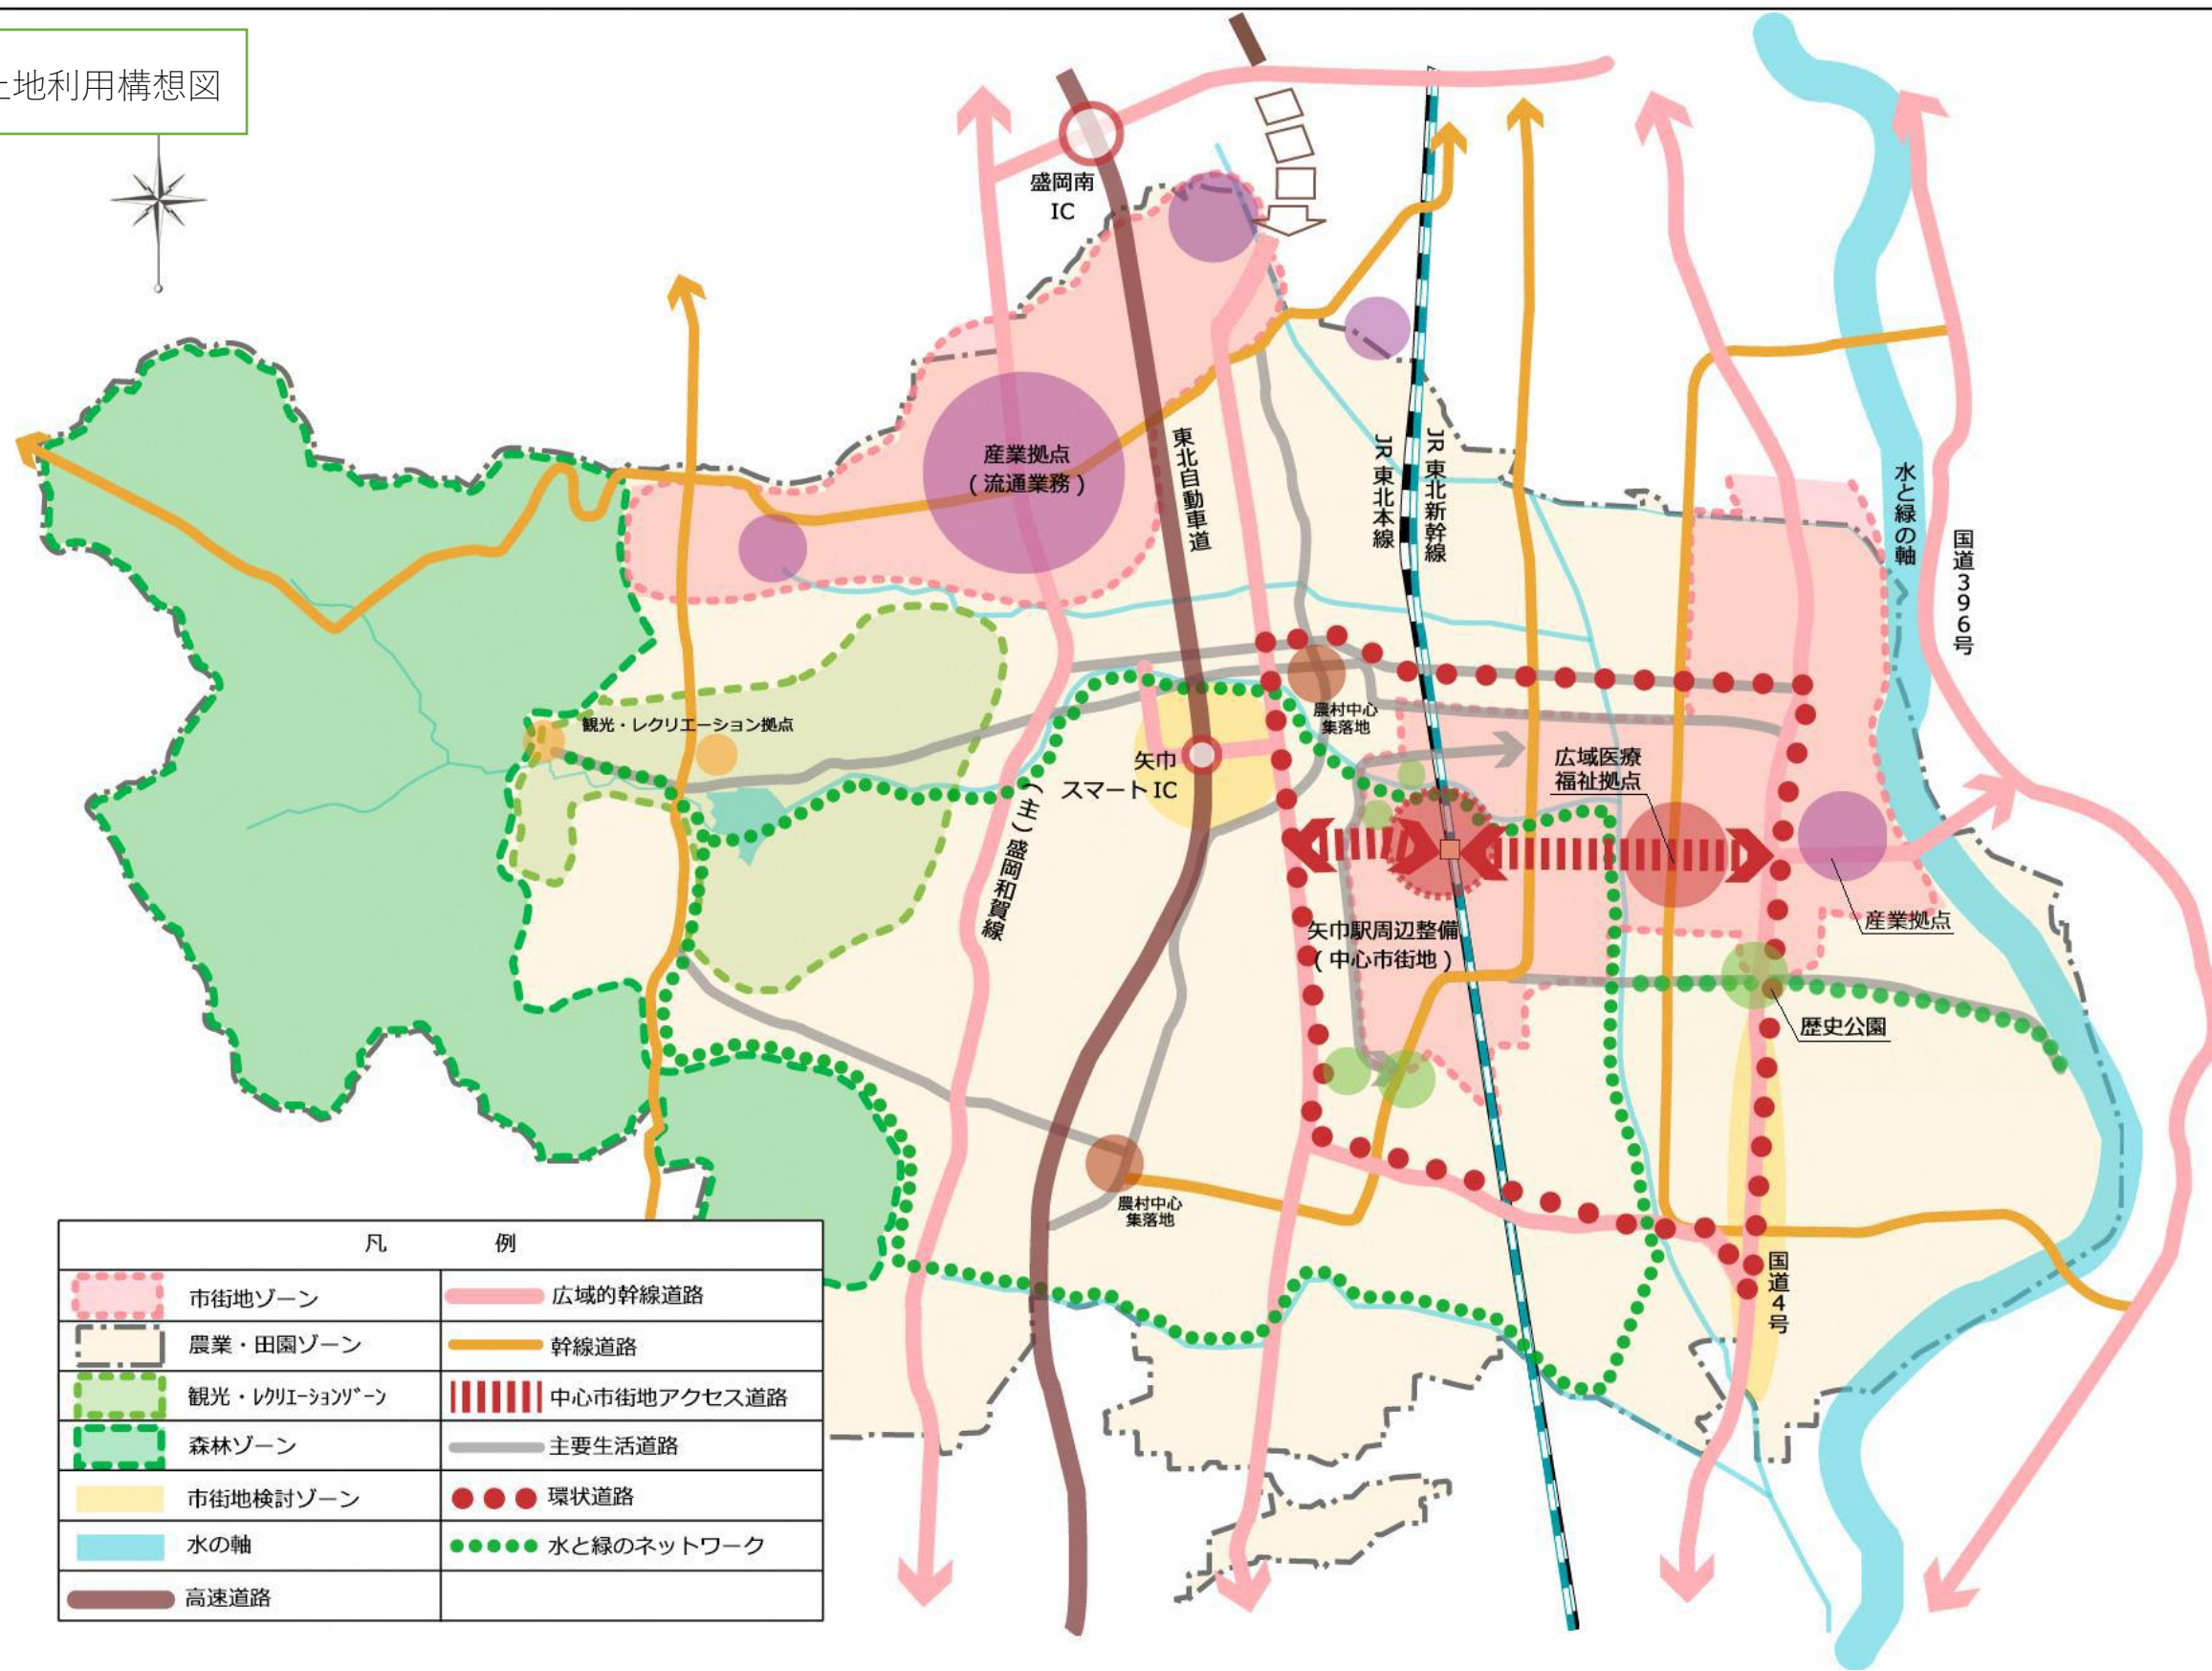 土地利用構想図
盛岡南
IC
産業拠点
(流通業務)
東北自動車道
JR 東北本線
JR 東北新幹線
水と緑の軸
国道396号
観光・レクリエーション拠点
農村中心
集落地
矢巾
スマートIC
広域医療
福祉拠点
(主)盛岡和賀線
矢巾駅周辺整備
(中心市街地)
産業拠点
歴史公園
農村中心
集落地
国道4号
凡 例
市街地ゾーン
広域的幹線道路
農業・田園ゾーン
幹線道路
観光・ﾚｸﾘｴｰｼｮﾝｿﾞｰﾝ
中心市街地アクセス道路
森林ゾーン
主要生活道路
市街地検討ゾーン
環状道路
水の軸
水と緑のネットワーク
高速道路